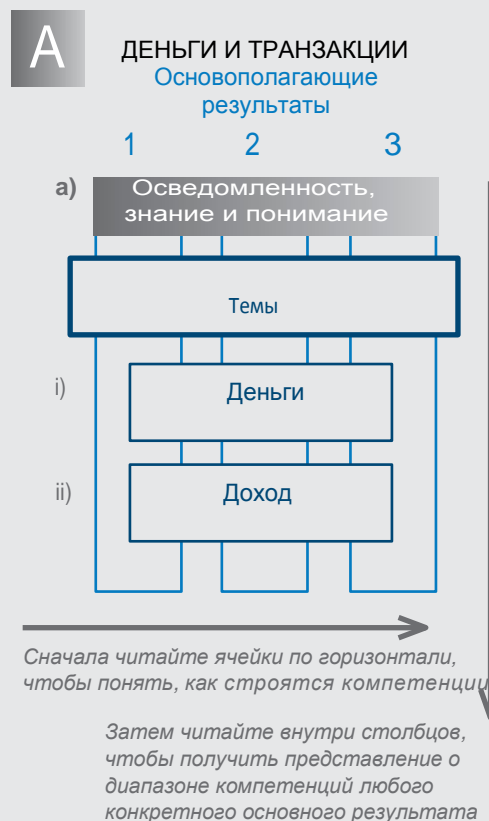 A
ДЕНЬГИ И ТРАНЗАКЦИИ
Основополагающие
результаты
1 2 3
a) Осведомленность,
знание и понимание
Темы
i) Деньги
ii) Доход
Сначала читайте ячейки по горизонтали,
чтобы понять, как строятся компетенции
Затем читайте внутри столбцов,
чтобы получить представление о
диапазоне компетенций любого
конкретного основного результата